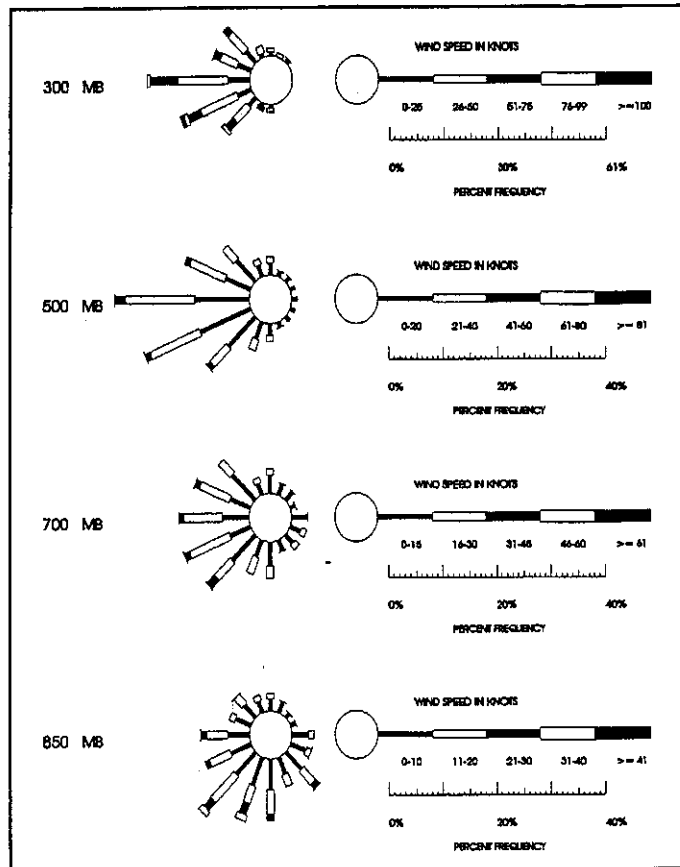 WIND SPEED IN KNOTS
300 MB
0-25 26-50 51-75 76-99 >=100
0% 30% 61%
PERCENT FREQUENCY
WIND SPEED IN KNOTS
500 MB
0-20 21-40 41-60 61-80 >= 81
0% 20% 40%
PERCENT FREQUENCY
WIND SPEED IN KNOTS
700 MB
0-15 16-30 31-45 46-60 >= 61
0% 20% 40%
PERCENT FREQUENCY
WIND SPEED IN KNOTS
850 MB
0-10 11-20 21-30 31-40 >= 41
0% 20% 40%
PERCENT FREQUENCY